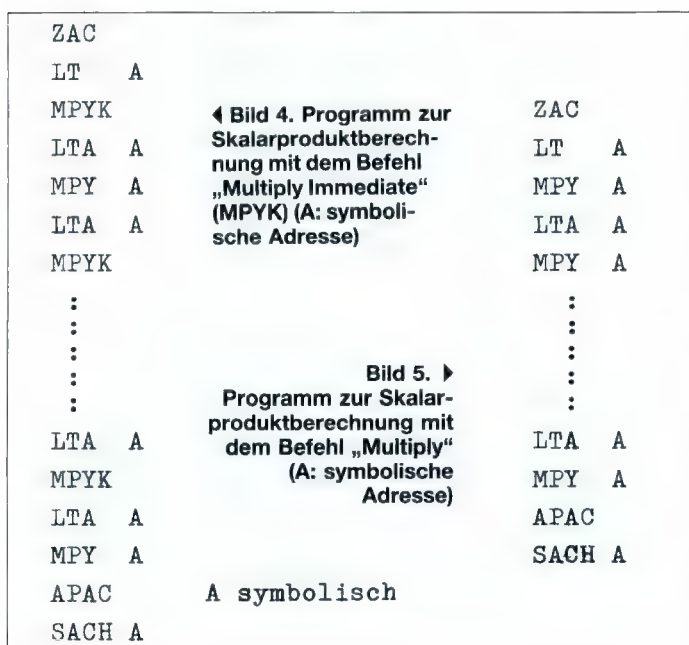 ZAC
LT A
MPYK
LTA A
MPY A
LTA A
MPYK
:
:
:
:
:
LTA A
MPYK
LTA A
MPY A
APAC
SACH A
◀ Bild 4. Programm zur
Skalarproduktberech-
nung mit dem Befehl
„Multiply Immediate“
(MPYK) (A: symboli-
sche Adresse)
Bild 5. ▶
Programm zur Skalar-
produktberechnung mit
dem Befehl „Multiply“
(A: symbolische
Adresse)
A symbolisch
ZAC
LT A
MPY A
LTA A
MPY A
:
:
:
:
:
LTA A
MPY A
APAC
SACH A